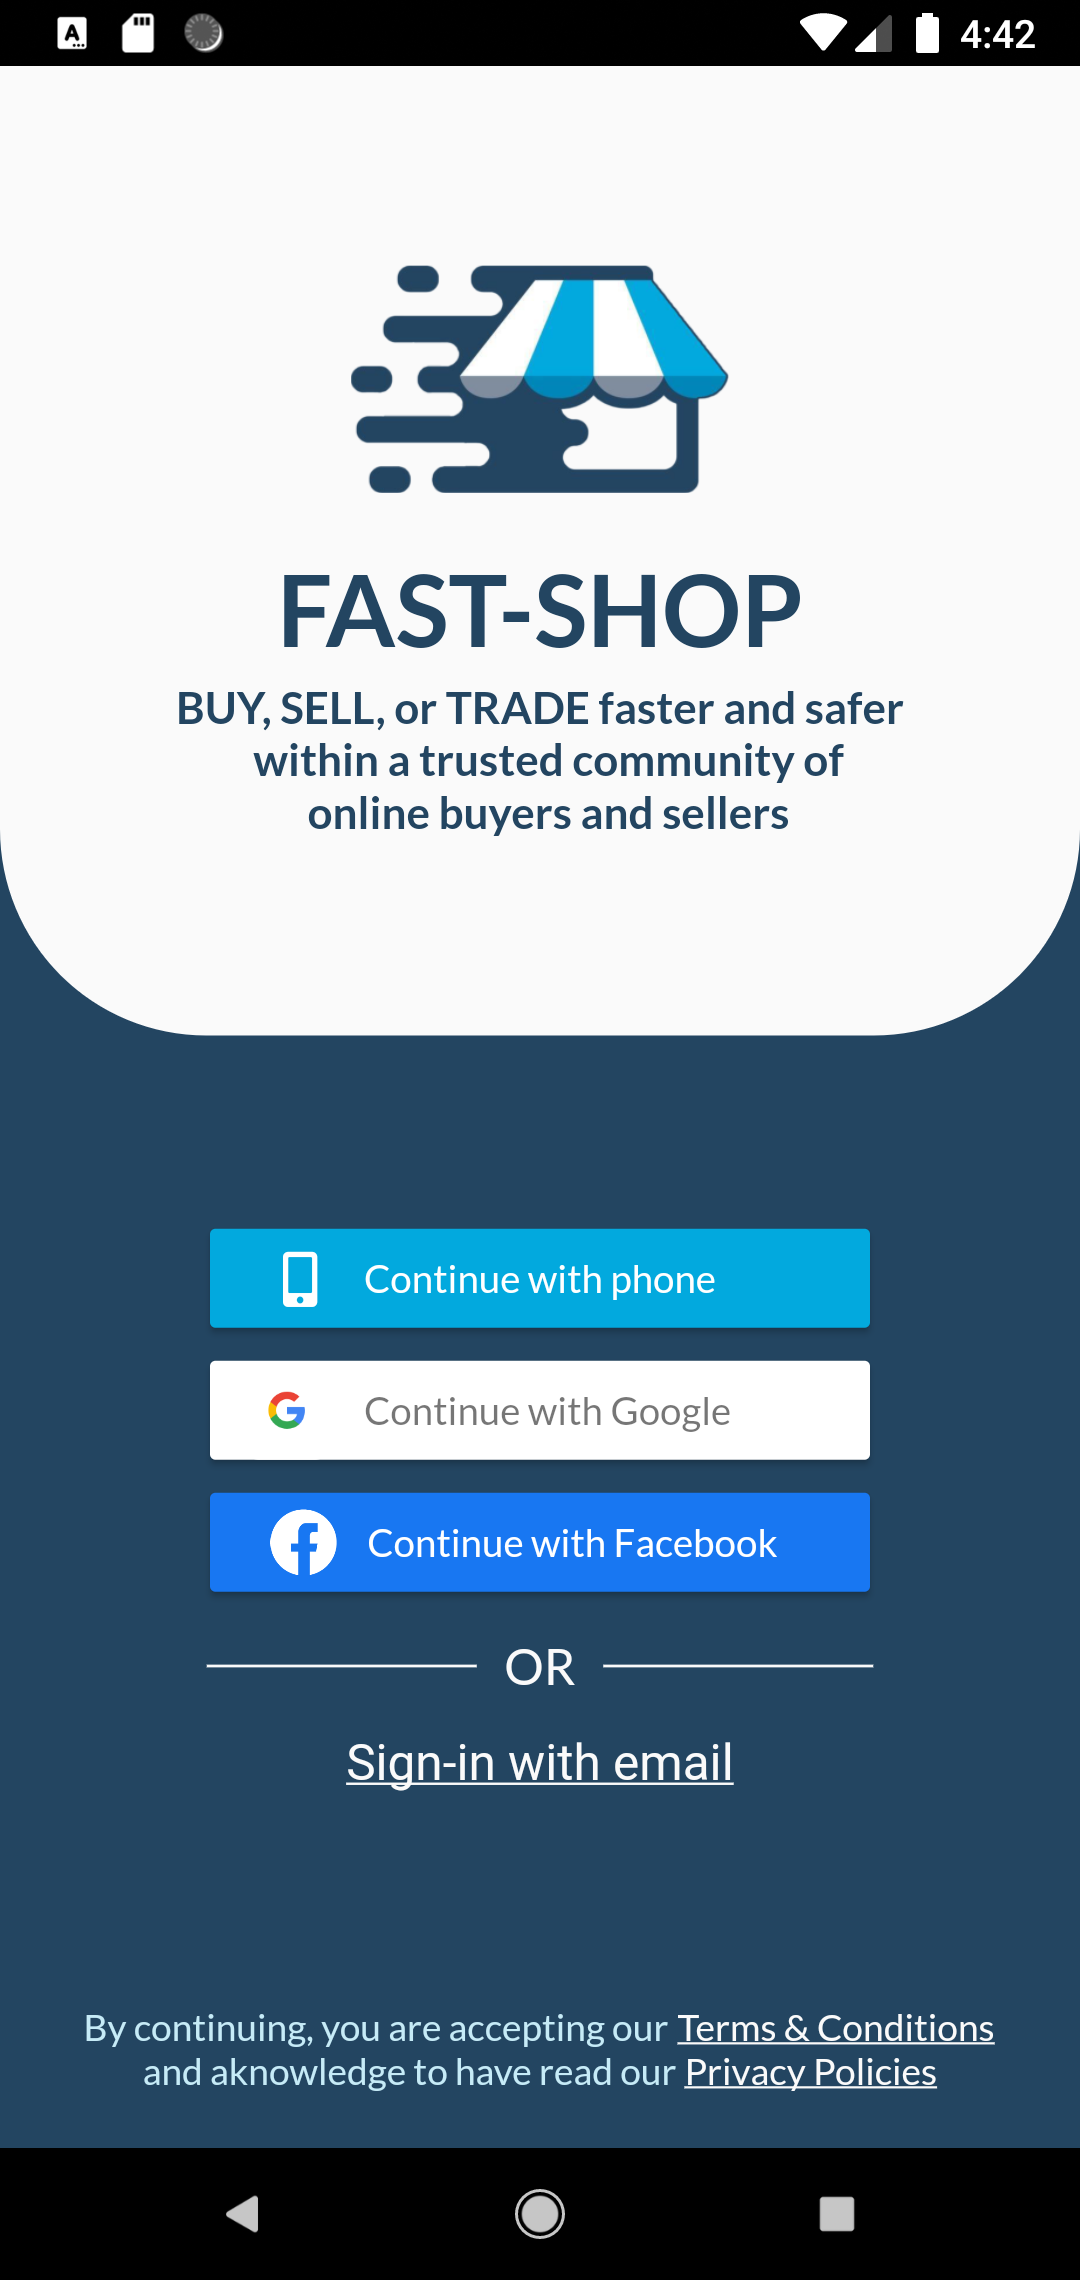 4:42
FAST-SHOP
BUY, SELL, or TRADE faster and safer
within a trusted community of
online buyers and sellers
Continue with phone
Continue with Google
Continue with Facebook
OR
Sign-in with email
By continuing, you are accepting our Terms & Conditions
and aknowledge to have read our Privacy Policies